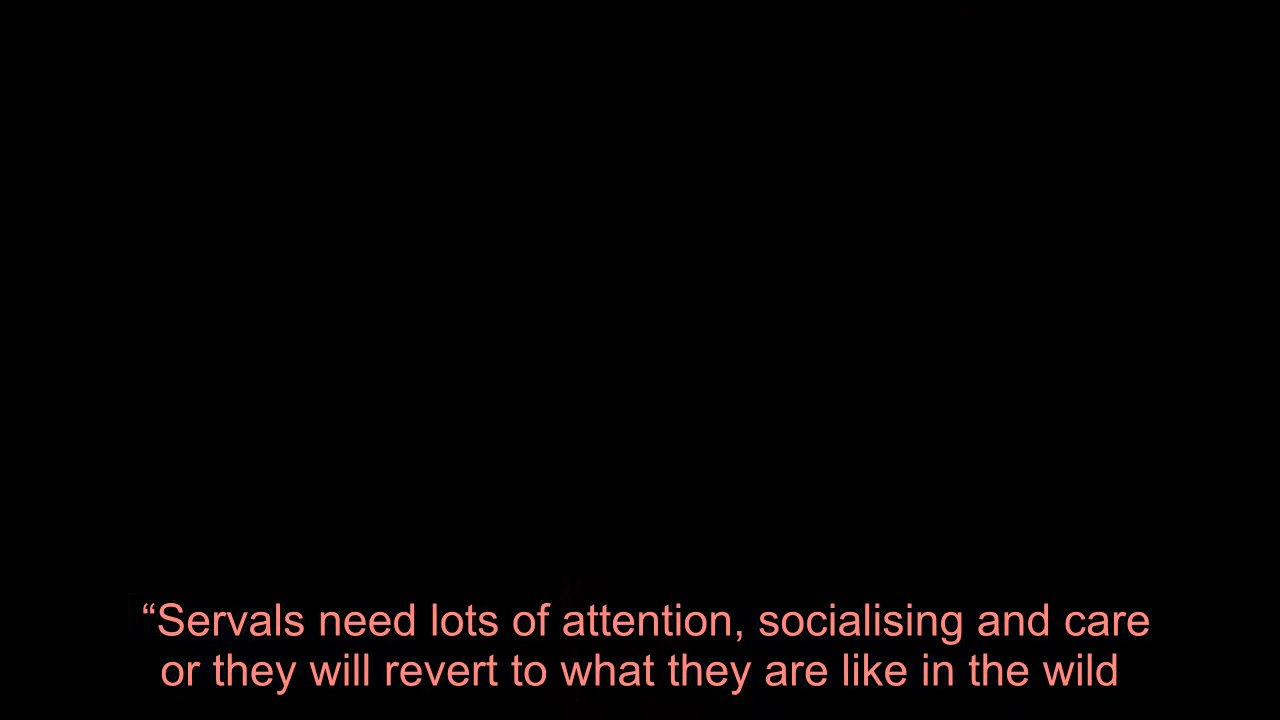 “Servals need lots of attention, socialising and care
or they will revert to what they are like in the wild